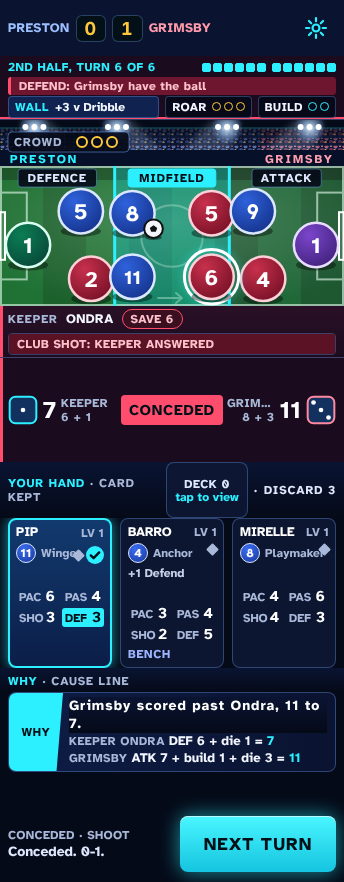 PRESTON 0 1 GRIMSBY
2ND HALF, TURN 6 OF 6
DEFEND: Grimsby have the ball
WALL +3 v Dribble ROAR BUILD
CROWD
PRESTON GRIMSBY
DEFENCE MIDFIELD ATTACK
5 8 5 9
1 1
2 11 6 4
KEEPER ONDRA SAVE 6
CLUB SHOT: KEEPER ANSWERED
7 KEEPER CONCEDED GRIM... 11
6 + 1 8 + 3
YOUR HAND · CARD KEPT
DECK 0
tap to view
· DISCARD 3
PIP LV 1
11 Winge
PAC 6 PAS 4
SHO 3 DEF 3
BARRO LV 1
4 Anchor
+1 Defend
PAC 3 PAS 4
SHO 2 DEF 5
BENCH
MIRELLE LV 1
8 Playmaker
PAC 4 PAS 6
SHO 4 DEF 3
WHY · CAUSE LINE
WHY
Grimsby scored past Ondra, 11 to
7.
KEEPER ONDRA DEF 6 + die 1 = 7
GRIMSBY ATK 7 + build 1 + die 3 = 11
CONCEDED · SHOOT
Conceded. 0-1.
NEXT TURN